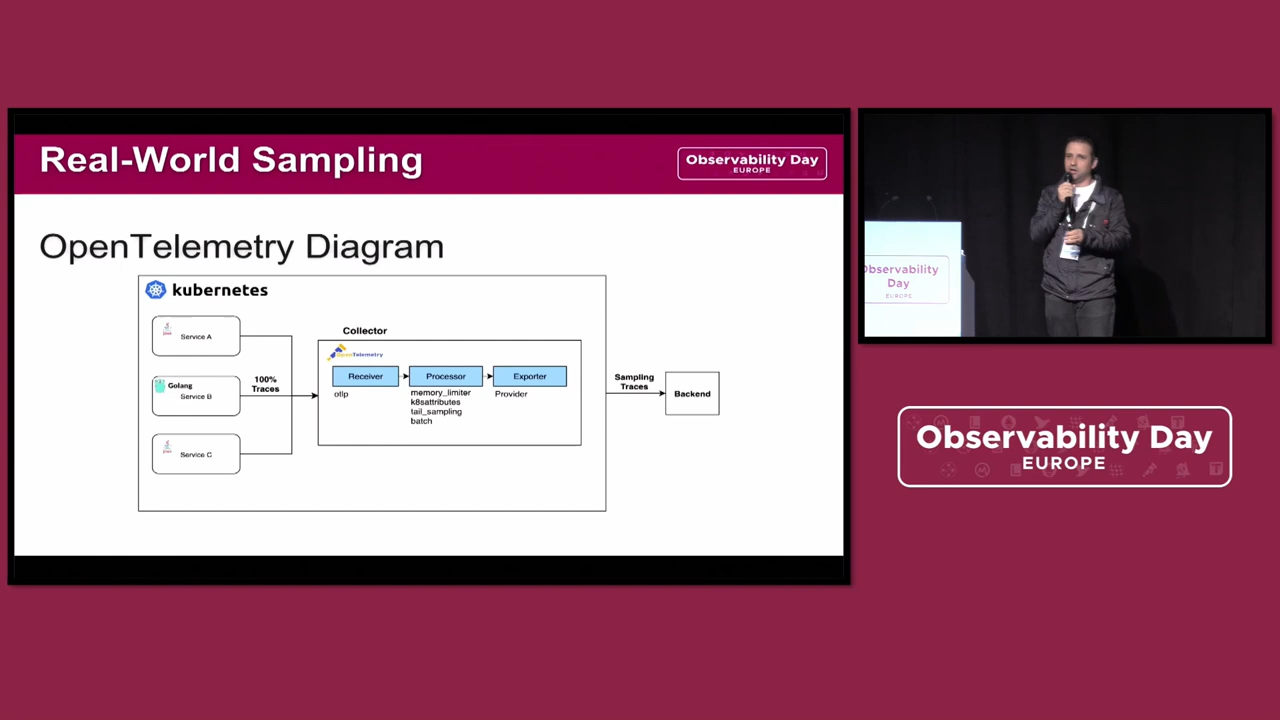 Real-World Sampling
Observability Day
EUROPE
OpenTelemetry Diagram
kubernetes
Service A
Golang
Service B
Service C
100%
Traces
Collector
OpenTelemetry
Receiver
Processor
Exporter
otlp
memory_limiter
k8sattributes
tail_sampling
batch
Provider
Sampling
Traces
Backend
Observability
Day
EUROPE
Observability Day
EUROPE